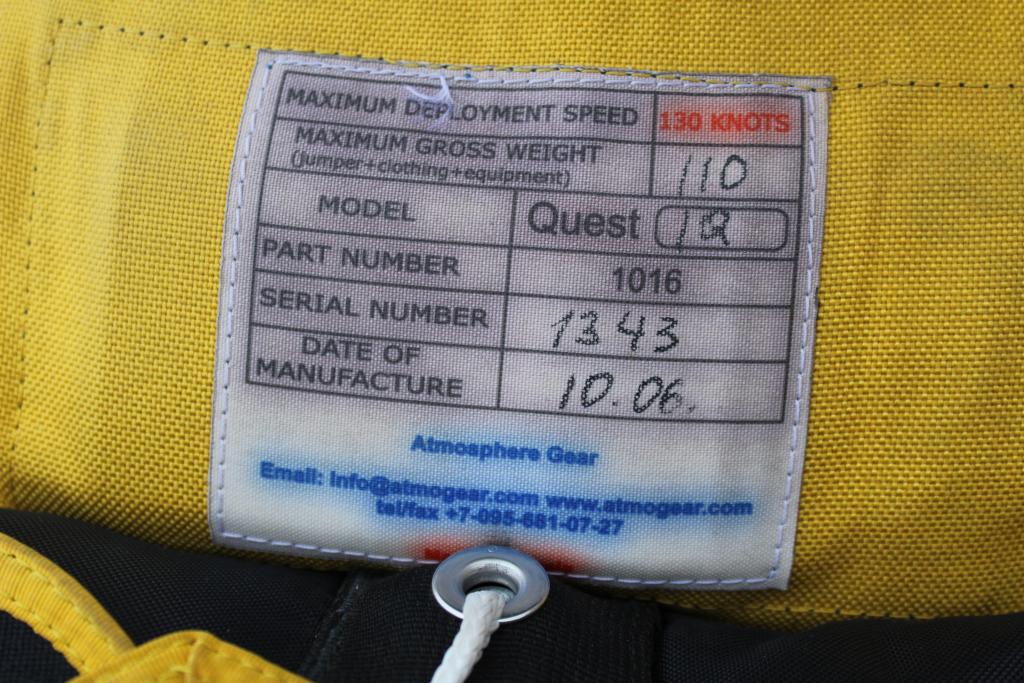 MAXIMUM DEPLOYMENT SPEED 130 KNOTS
MAXIMUM GROSS WEIGHT 110
(jumper+clothing+equipment)
MODEL Quest 1Q
PART NUMBER 1016
SERIAL NUMBER 1343
DATE OF MANUFACTURE 10.06.
Atmosphere Gear
Email: info@atmogear.com www.atmogear.com
tel/fax +7-095-681-07-27